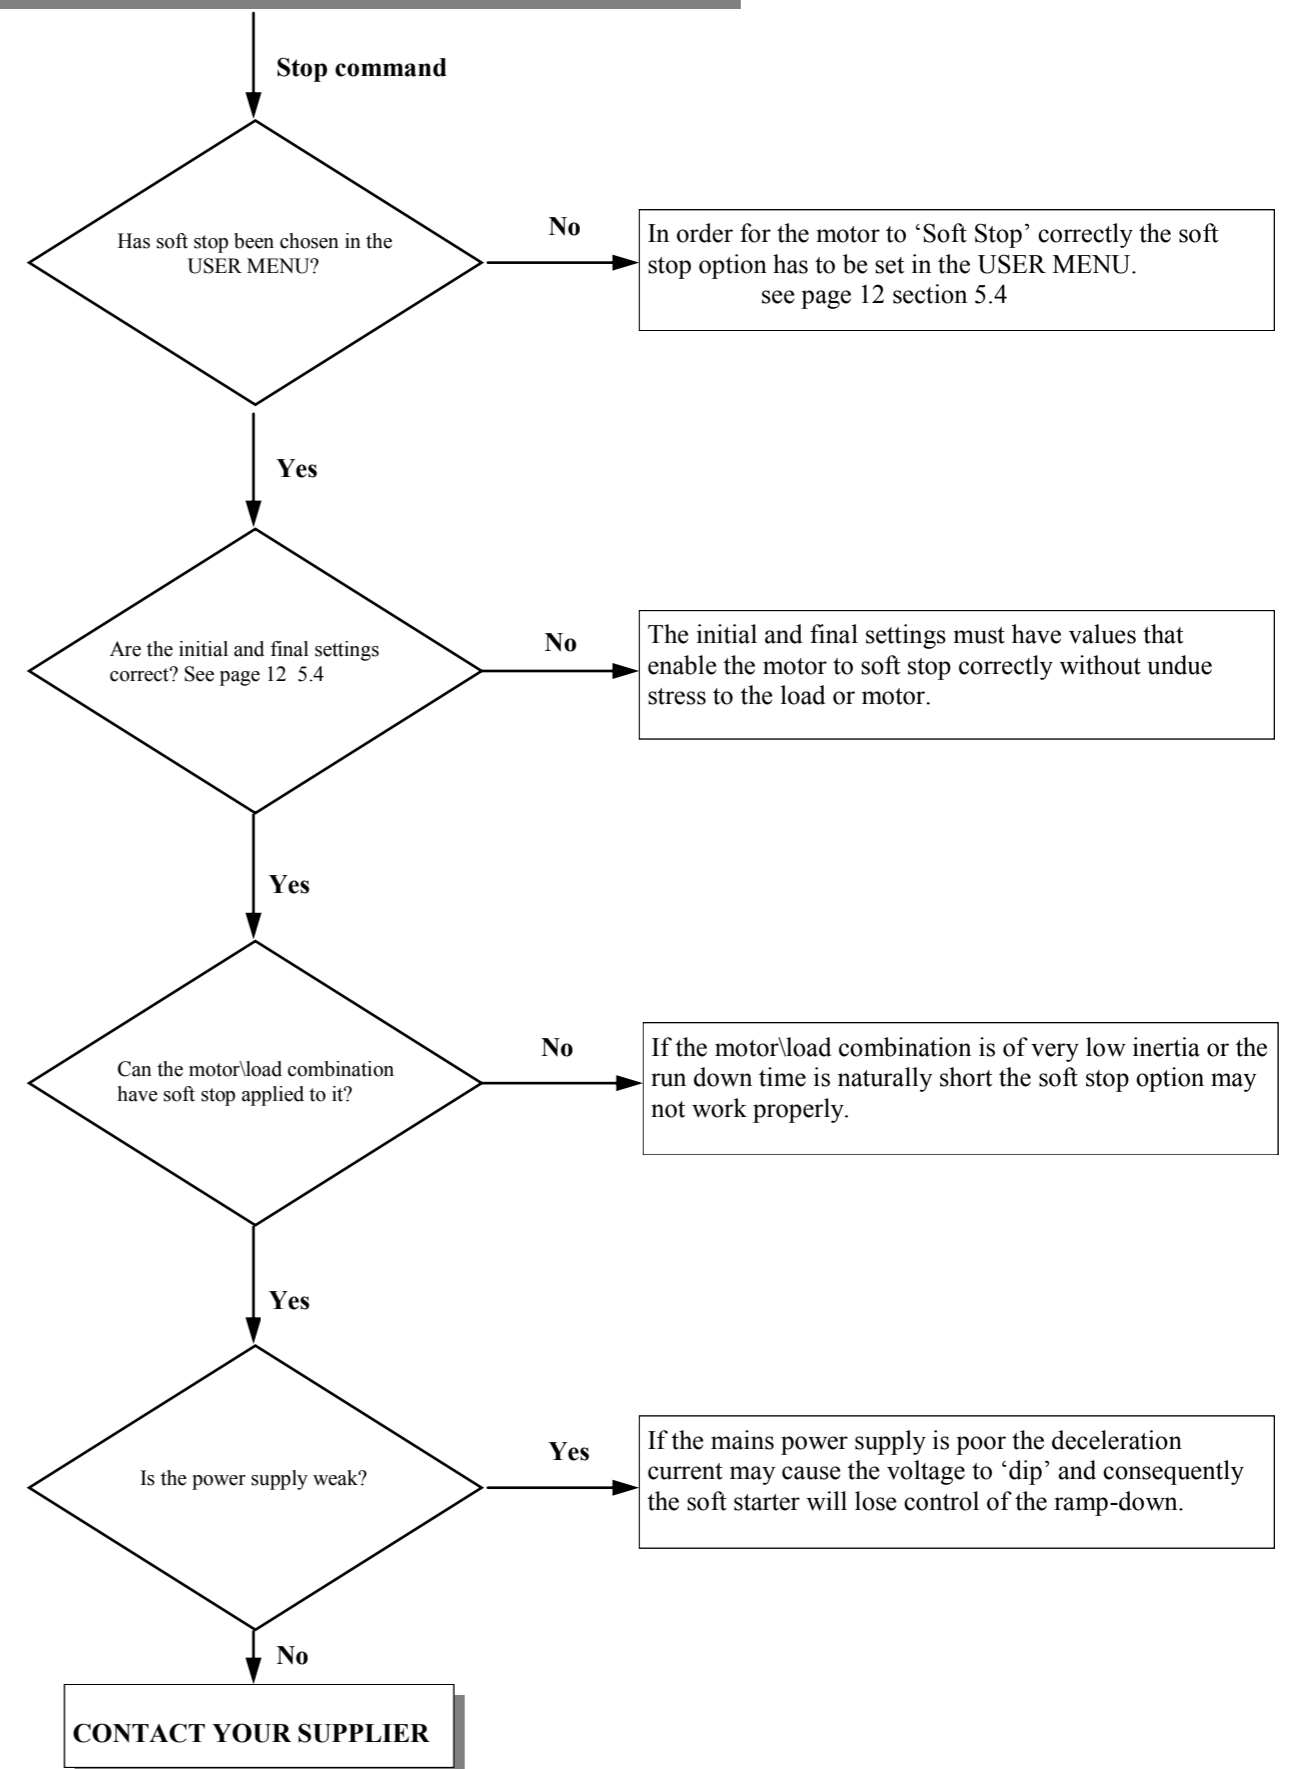 Stop command
Has soft stop been chosen in the
USER MENU?
No
In order for the motor to ‘Soft Stop’ correctly the soft
stop option has to be set in the USER MENU.
see page 12 section 5.4
Yes
Are the initial and final settings
correct? See page 12  5.4
No
The initial and final settings must have values that
enable the motor to soft stop correctly without undue
stress to the load or motor.
Yes
Can the motor\load combination
have soft stop applied to it?
No
If the motor\load combination is of very low inertia or the
run down time is naturally short the soft stop option may
not work properly.
Yes
Is the power supply weak?
Yes
If the mains power supply is poor the deceleration
current may cause the voltage to ‘dip’ and consequently
the soft starter will lose control of the ramp-down.
No
CONTACT YOUR SUPPLIER